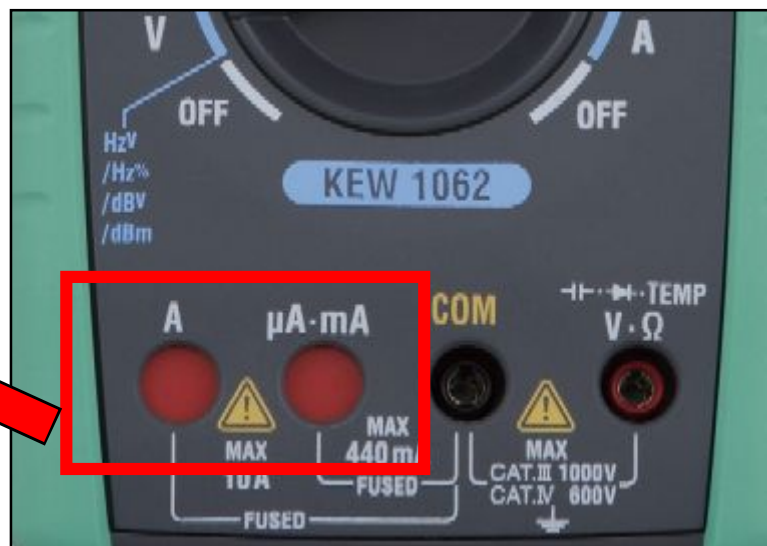 V
A
OFF
OFF
HzV
/Hz%
/dBV
/dBm
KEW 1062
A
μA·mA
COM
TEMP
V·Ω
MAX
10A
MAX
440mA
FUSED
FUSED
MAX
CAT.Ⅲ 1000V
CAT.Ⅳ 600V